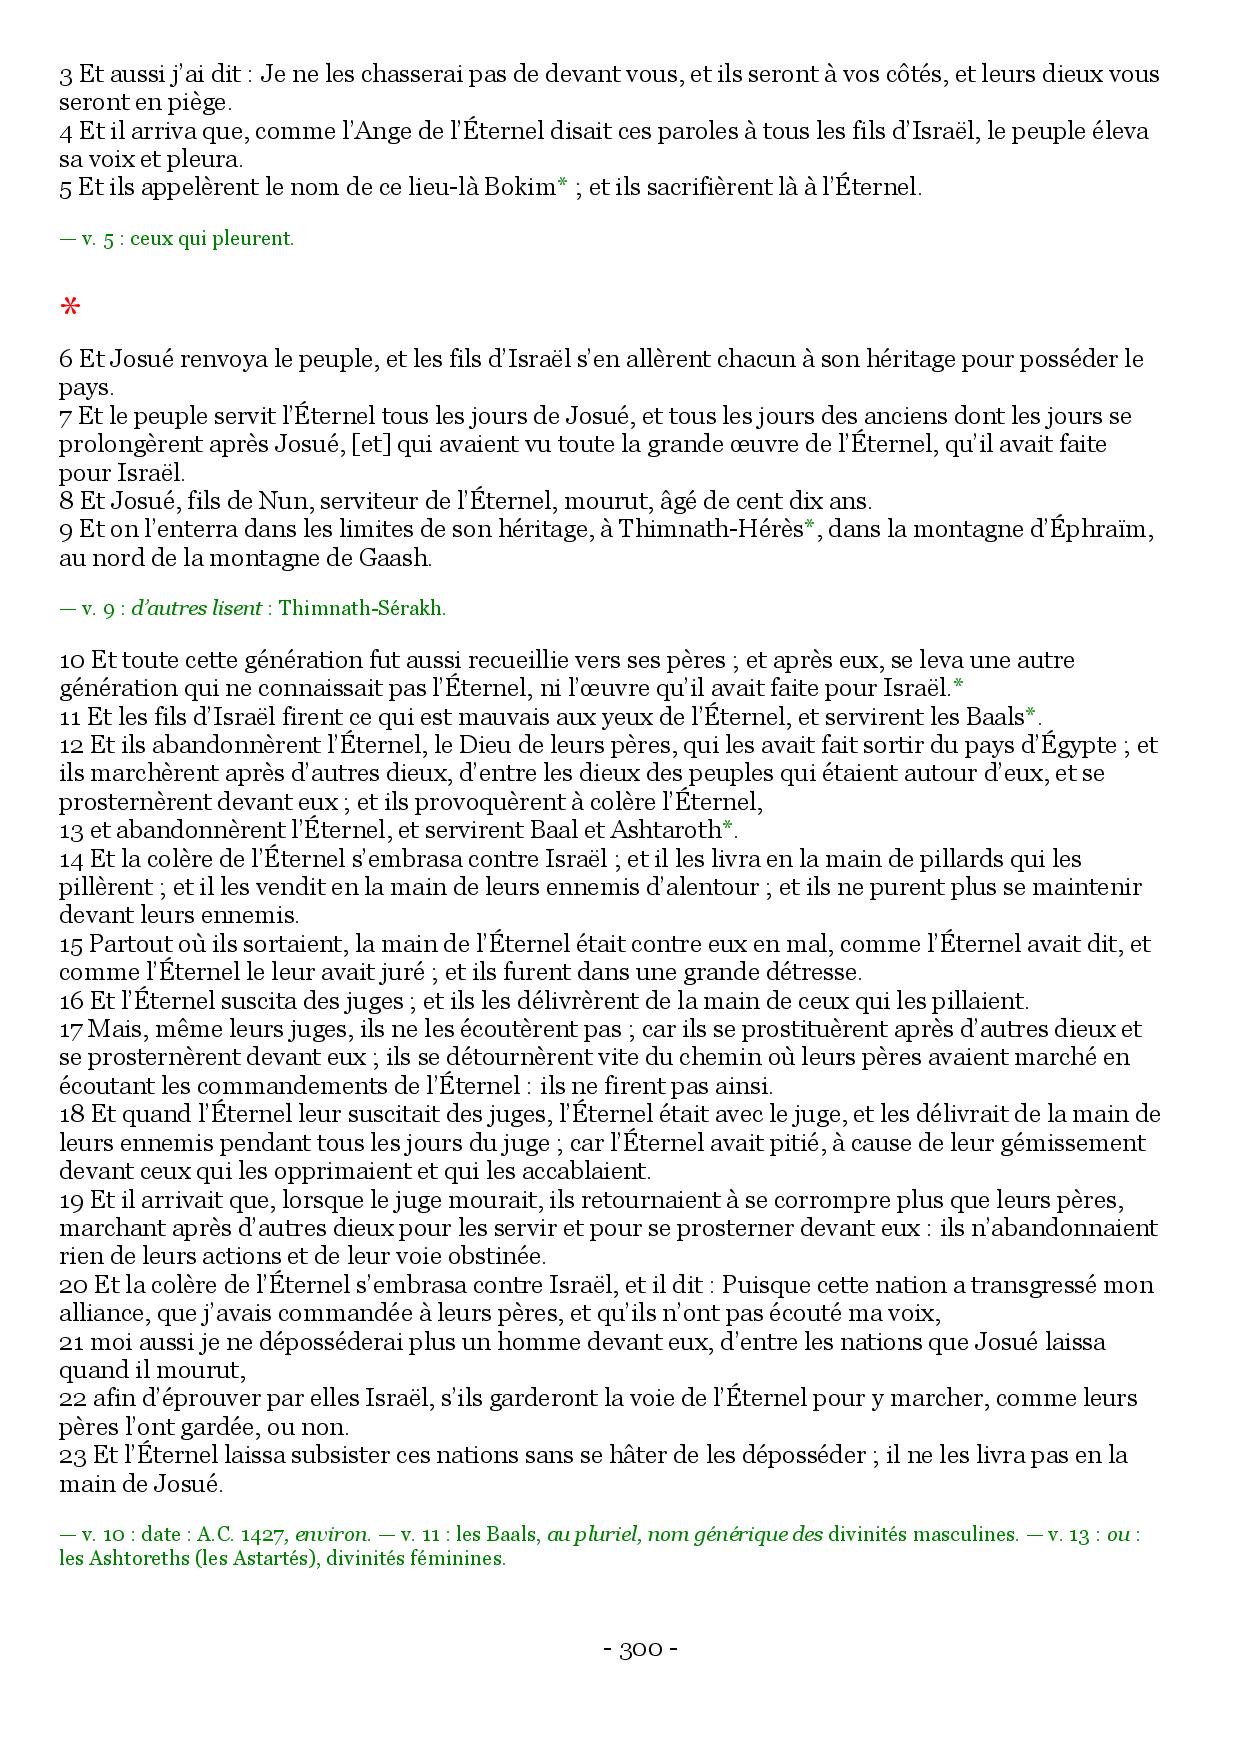 3 Et aussi j’ai dit : Je ne les chasserai pas de devant vous, et ils seront à vos côtés, et leurs dieux vous
seront en piège.
4 Et il arriva que, comme l’Ange de l’Éternel disait ces paroles à tous les fils d’Israël, le peuple éleva
sa voix et pleura.
5 Et ils appelèrent le nom de ce lieu-là Bokim* ; et ils sacrifièrent là à l’Éternel.
— v. 5 : ceux qui pleurent.
*
6 Et Josué renvoya le peuple, et les fils d’Israël s’en allèrent chacun à son héritage pour posséder le
pays.
7 Et le peuple servit l’Éternel tous les jours de Josué, et tous les jours des anciens dont les jours se
prolongèrent après Josué, [et] qui avaient vu toute la grande œuvre de l’Éternel, qu’il avait faite
pour Israël.
8 Et Josué, fils de Nun, serviteur de l’Éternel, mourut, âgé de cent dix ans.
9 Et on l’enterra dans les limites de son héritage, à Thimnath-Hérès*, dans la montagne d’Éphraïm,
au nord de la montagne de Gaash.
— v. 9 : d’autres lisent : Thimnath-Sérakh.
10 Et toute cette génération fut aussi recueillie vers ses pères ; et après eux, se leva une autre
génération qui ne connaissait pas l’Éternel, ni l’œuvre qu’il avait faite pour Israël.*
11 Et les fils d’Israël firent ce qui est mauvais aux yeux de l’Éternel, et servirent les Baals*.
12 Et ils abandonnèrent l’Éternel, le Dieu de leurs pères, qui les avait fait sortir du pays d’Égypte ; et
ils marchèrent après d’autres dieux, d’entre les dieux des peuples qui étaient autour d’eux, et se
prosternèrent devant eux ; et ils provoquèrent à colère l’Éternel,
13 et abandonnèrent l’Éternel, et servirent Baal et Ashtaroth*.
14 Et la colère de l’Éternel s’embrasa contre Israël ; et il les livra en la main de pillards qui les
pillèrent ; et il les vendit en la main de leurs ennemis d’alentour ; et ils ne purent plus se maintenir
devant leurs ennemis.
15 Partout où ils sortaient, la main de l’Éternel était contre eux en mal, comme l’Éternel avait dit, et
comme l’Éternel le leur avait juré ; et ils furent dans une grande détresse.
16 Et l’Éternel suscita des juges ; et ils les délivrèrent de la main de ceux qui les pillaient.
17 Mais, même leurs juges, ils ne les écoutèrent pas ; car ils se prostituèrent après d’autres dieux et
se prosternèrent devant eux ; ils se détournèrent vite du chemin où leurs pères avaient marché en
écoutant les commandements de l’Éternel : ils ne firent pas ainsi.
18 Et quand l’Éternel leur suscitait des juges, l’Éternel était avec le juge, et les délivrait de la main de
leurs ennemis pendant tous les jours du juge ; car l’Éternel avait pitié, à cause de leur gémissement
devant ceux qui les opprimaient et qui les accablaient.
19 Et il arrivait que, lorsque le juge mourait, ils retournaient à se corrompre plus que leurs pères,
marchant après d’autres dieux pour les servir et pour se prosterner devant eux : ils n’abandonnaient
rien de leurs actions et de leur voie obstinée.
20 Et la colère de l’Éternel s’embrasa contre Israël, et il dit : Puisque cette nation a transgressé mon
alliance, que j’avais commandée à leurs pères, et qu’ils n’ont pas écouté ma voix,
21 moi aussi je ne déposséderai plus un homme devant eux, d’entre les nations que Josué laissa
quand il mourut,
22 afin d’éprouver par elles Israël, s’ils garderont la voie de l’Éternel pour y marcher, comme leurs
pères l’ont gardée, ou non.
23 Et l’Éternel laissa subsister ces nations sans se hâter de les déposséder ; il ne les livra pas en la
main de Josué.
— v. 10 : date : A.C. 1427, environ. — v. 11 : les Baals, au pluriel, nom générique des divinités masculines. — v. 13 : ou :
les Ashtoreths (les Astartés), divinités féminines.
- 300 -